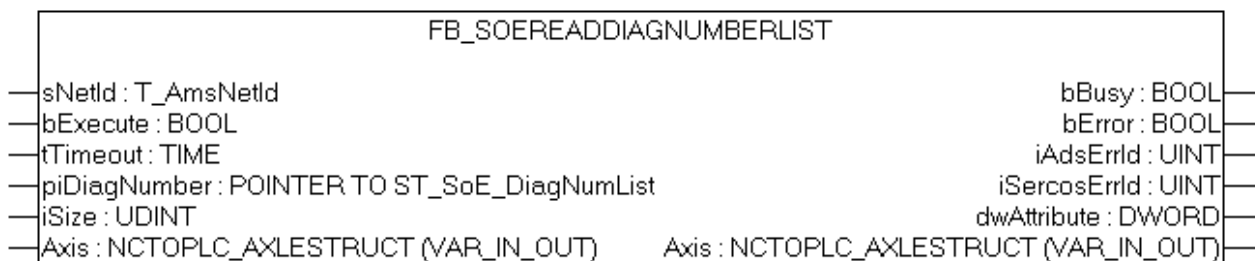 FB_SOEREADDIAGNUMBERLIST
sNetId : T_AmsNetId bBusy : BOOL
bExecute : BOOL bError : BOOL
tTimeout : TIME iAdsErrId : UINT
piDiagNumber : POINTER TO ST_SoE_DiagNumList iSercosErrId : UINT
iSize : UDINT dwAttribute : DWORD
Axis : NCTOPLC_AXLESTRUCT (VAR_IN_OUT) Axis : NCTOPLC_AXLESTRUCT (VAR_IN_OUT)